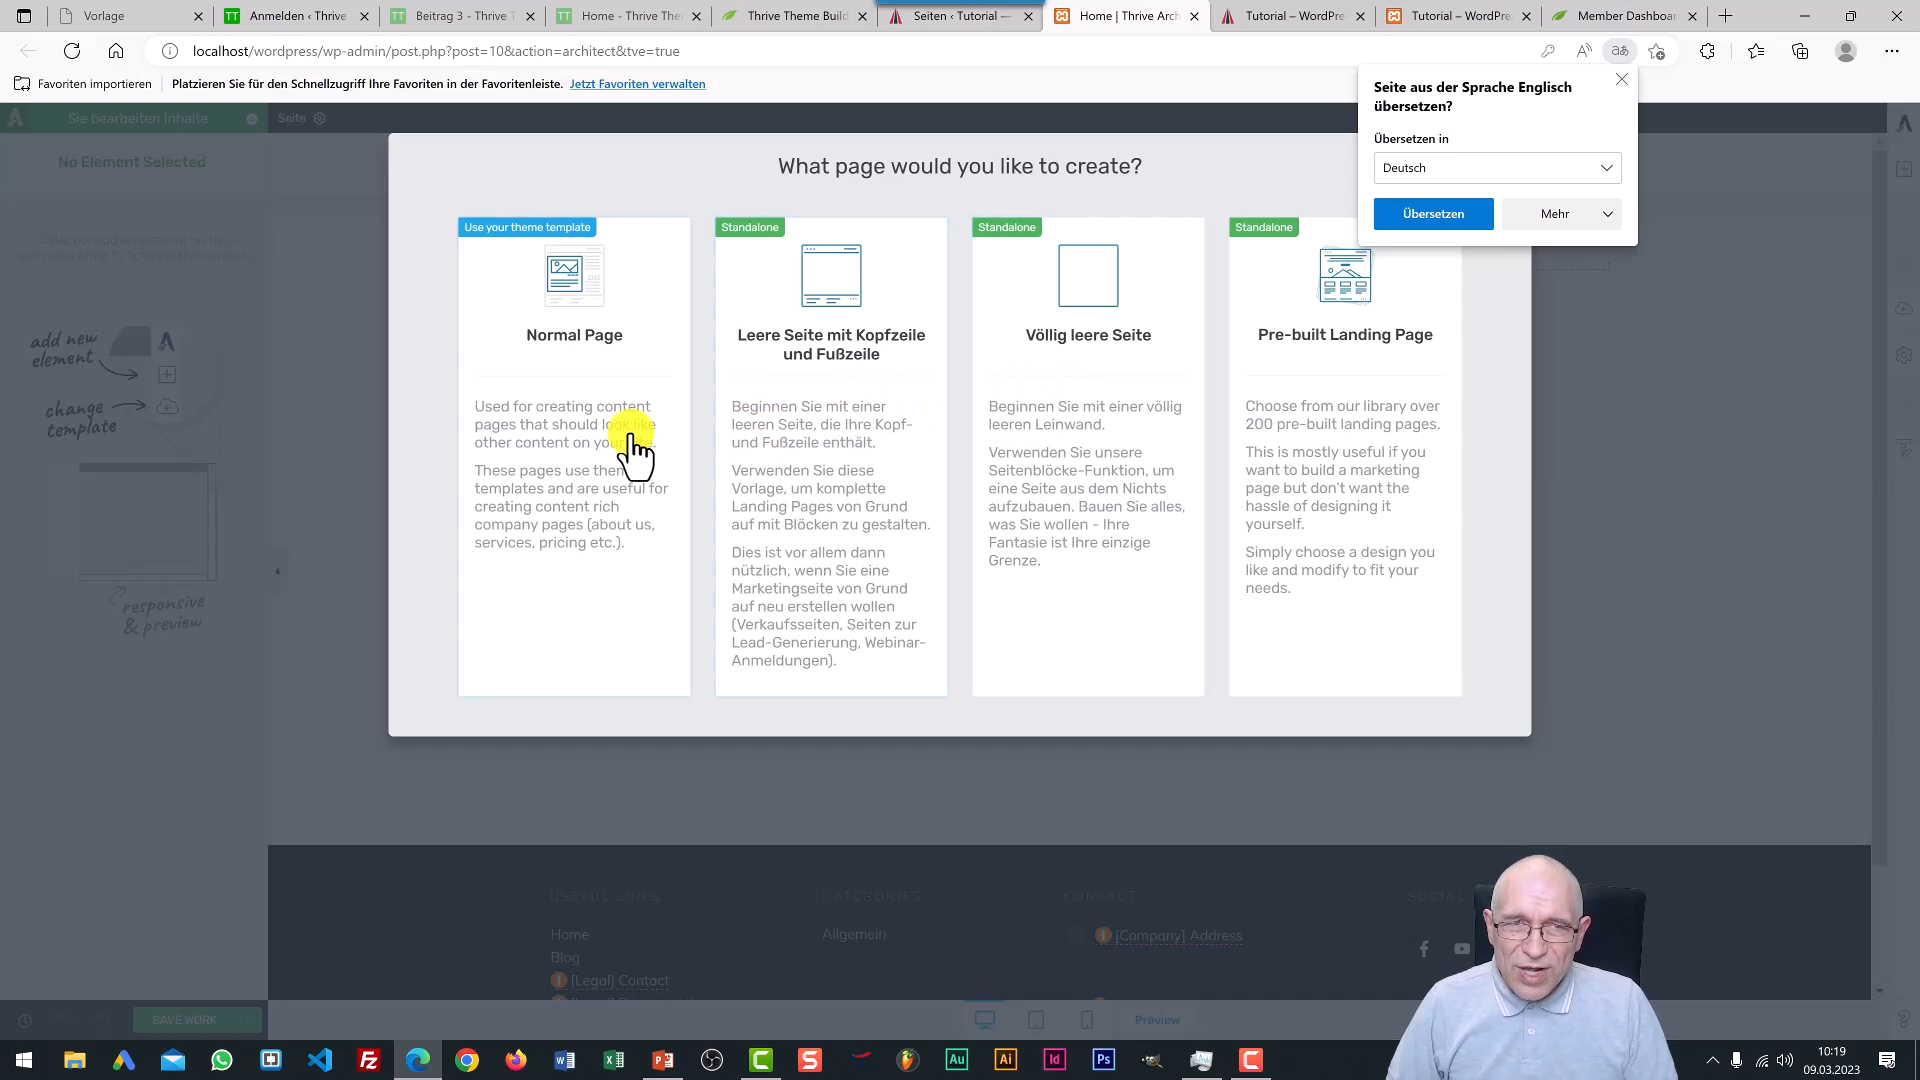 Vorlage
Anmelden ‹ Thrive
Beitrag 3 - Thrive T
Home - Thrive The
Thrive Theme Build
Seiten ‹ Tutorial —
Home | Thrive Arch
Tutorial – WordPre
Tutorial – WordPre
Member Dashboar
localhost/wordpress/wp-admin/post.php?post=10&action=architect&tve=true
Favoriten importieren
Platzieren Sie für den Schnellzugriff Ihre Favoriten in der Favoritenleiste. Jetzt Favoriten verwalten
Seite aus der Sprache Englisch
übersetzen?
Übersetzen in
Deutsch
Übersetzen
Mehr
Sie bearbeiten Inhalte
Seite
No Element Selected
add new
element
change
template
responsive
& preview
What page would you like to create?
Use your theme template
Normal Page
Used for creating content
pages that should look like
other content on your
These pages use
templates and are useful for
creating content rich
company pages (about us,
services, pricing etc.).
Standalone
Leere Seite mit Kopfzeile
und Fußzeile
Beginnen Sie mit einer
leeren Seite, die Ihre Kopf-
und Fußzeile enthält.
Verwenden Sie diese
Vorlage, um komplette
Landing Pages von Grund
auf mit Blöcken zu gestalten.
Dies ist vor allem dann
nützlich, wenn Sie eine
Marketingseite von Grund
auf neu erstellen wollen
(Verkaufsseiten, Seiten zur
Lead-Generierung, Webinar-
Anmeldungen).
Standalone
Völlig leere Seite
Beginnen Sie mit einer völlig
leeren Leinwand.
Verwenden Sie unsere
Seitenblöcke-Funktion, um
eine Seite aus dem Nichts
aufzubauen. Bauen Sie alles,
was Sie wollen - Ihre
Fantasie ist Ihre einzige
Grenze.
Standalone
Pre-built Landing Page
Choose from our library over
200 pre-built landing pages.
This is mostly useful if you
want to build a marketing
page but don't want the
hassle of designing it
yourself.
Simply choose a design you
like and modify to fit your
needs.
USEFUL LINKS
Home
Blog
[Legal] Contact
CATEGORIES
Allgemein
CONTACT
[Company] Address
SOCIAL
SAVE WORK
Preview
10:19
09.03.2023